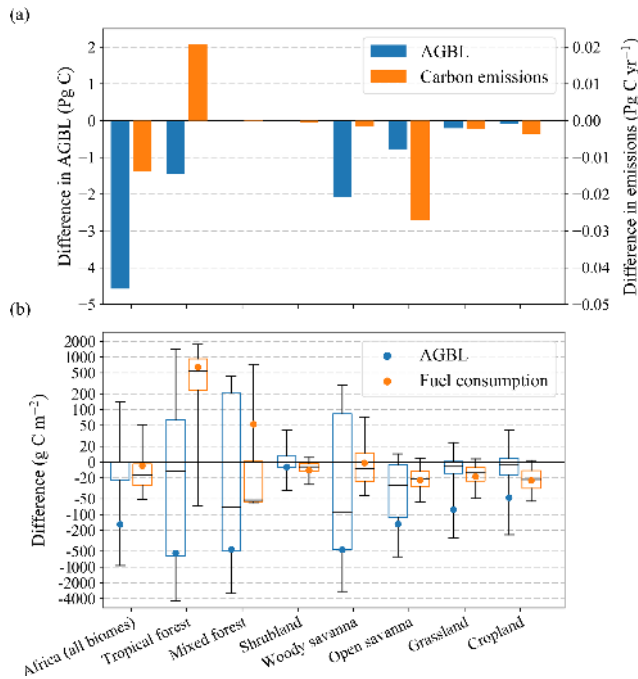 (a)
2
1
0
−1
−2
−3
4
−5
Difference in AGBL (Pg C)
AGBL
Carbon emissions
0.02
0.01
0.00
−0.01
−0.02
−0.03
0.04
−0.05
Difference in emissions (Pg C yr⁻¹)
(b)
2000
1000
500
200
100
50
20
0
-20
-50
-100
-200
-500
-1000
-2000
-4000
Difference (g C m⁻²)
AGBL
Fuel consumption
Africa (all biomes)
Tropical forest
Mixed forest
Shrubland
Woody savanna
Open savanna
Grassland
Cropland